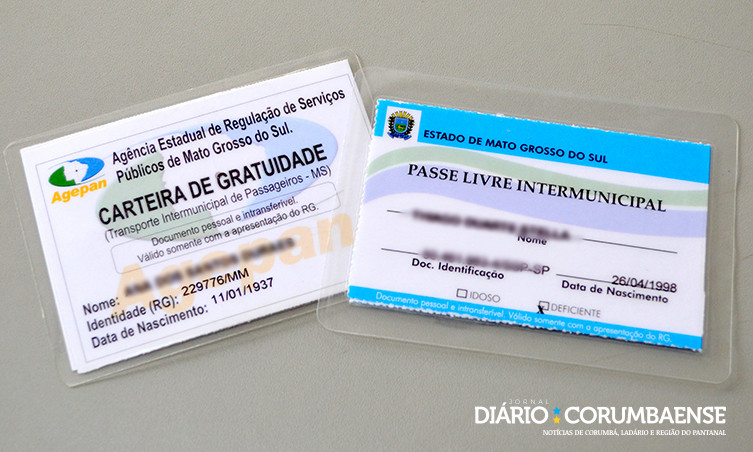 Agepan
Agência Estadual de Regulação de Serviços
Públicos de Mato Grosso do Sul.
CARTEIRA DE GRATUIDADE
(Transporte Intermunicipal de Passageiros - MS)
Documento pessoal e intransferível.
Válido somente com a apresentação do RG.
Agepan
Nome:
Identidade (RG): 229776/MM
Data de Nascimento: 11/01/1937
ESTADO DE MATO GROSSO DO SUL
PASSE LIVRE INTERMUNICIPAL
Nome
-SP
26/04/1998
Doc. Identificação
Data de Nascimento
IDOSO
x DEFICIENTE
Documento pessoal e intransferível. Válido somente com a apresentação do RG.
JORNAL
DIÁRIO CORUMBAENSE
NOTÍCIAS DE CORUMBÁ, LADÁRIO E REGIÃO DO PANTANAL